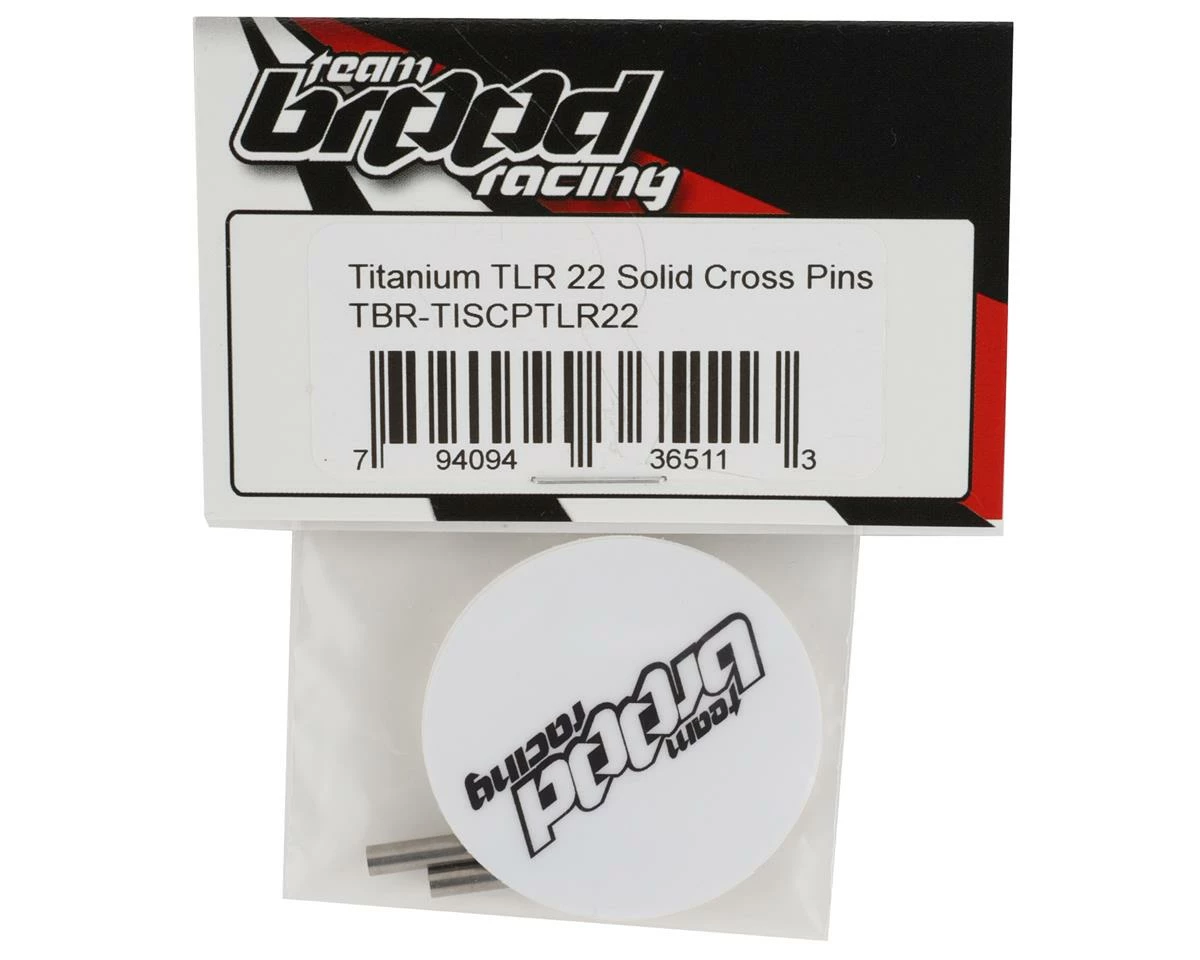 team
brood
racing
Titanium TLR 22 Solid Cross Pins
TBR-TISCPTLR22
7 94094 36511 3
team
brood
racing